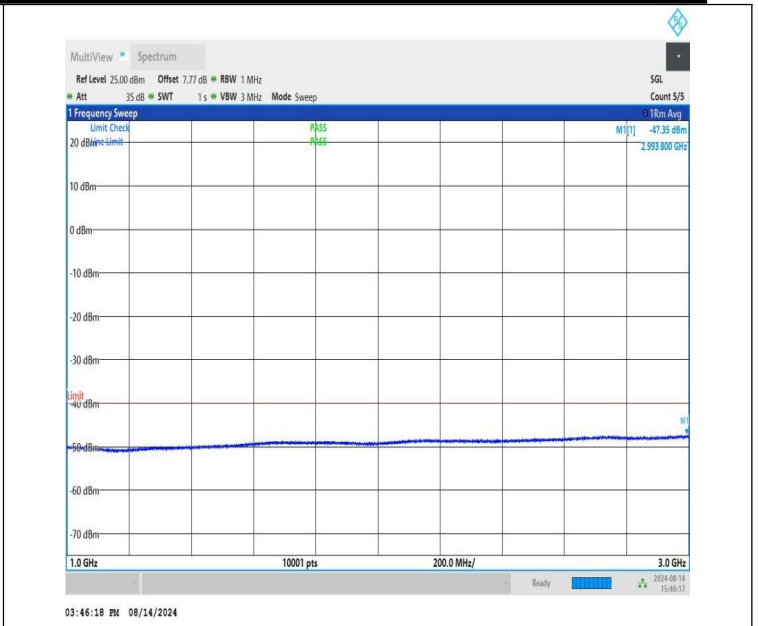 R S
MultiView Spectrum
Ref Level 25.00 dBm Offset 7.77 dB RBW 1 MHz SGL
Att 35 dB SWT 1 s VBW 3 MHz Mode Sweep Count 5/5
1 Frequency Sweep 1Rm Avg
Limit Check PASS M1[1] -47.35 dBm
20 dBm Line Limit PASS 2.993 800 GHz
10 dBm
0 dBm
-10 dBm
-20 dBm
-30 dBm
Limit
-40 dBm
M1
-50 dBm
-60 dBm
-70 dBm
1.0 GHz 10001 pts 200.0 MHz/ 3.0 GHz
Ready 2024-08-14
15:46:17
03:46:18 PM 08/14/2024